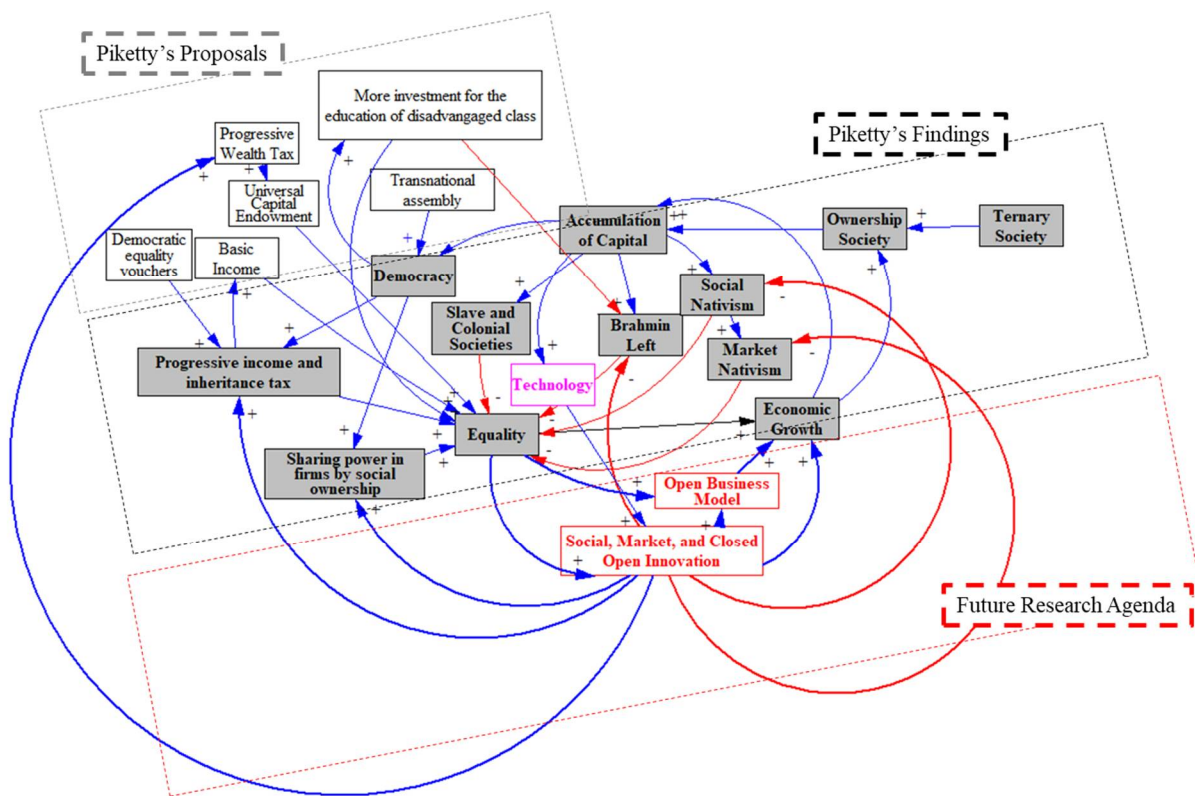 Piketty's Proposals
More investment for the
education of disadvangaged class
Piketty's Findings
Progressive
Wealth Tax
Universal
Capital
Endowment
Transnational
assembly
Accumulation
of Capital
Ownership
Society
Ternary
Society
Democratic
equality
vouchers
Basic
Income
Democracy
Social
Nativism
Slave and
Colonial
Societies
Brahmin
Left
Market
Nativism
Progressive income and
inheritance tax
Technology
Economic
Growth
Equality
Sharing power in
firms by social
ownership
Open Business
Model
Social, Market, and Closed
Open Innovation
Future Research Agenda